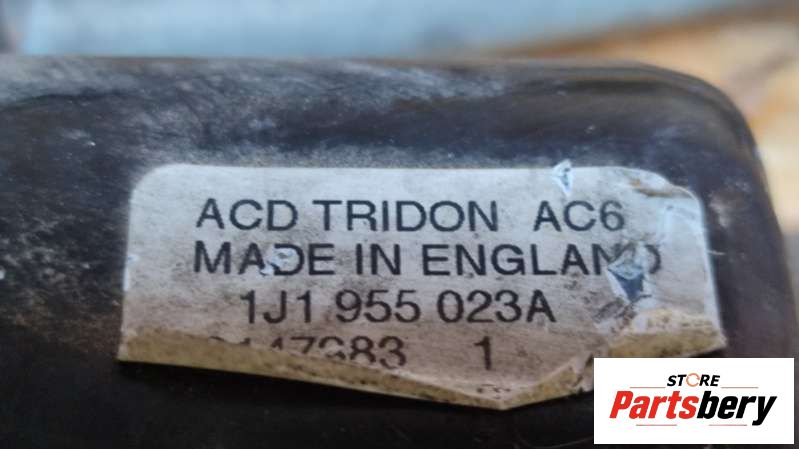 ACD TRIDON AC6
MADE IN ENGLAND
1J1 955 023A
1
STORE
Partsbery